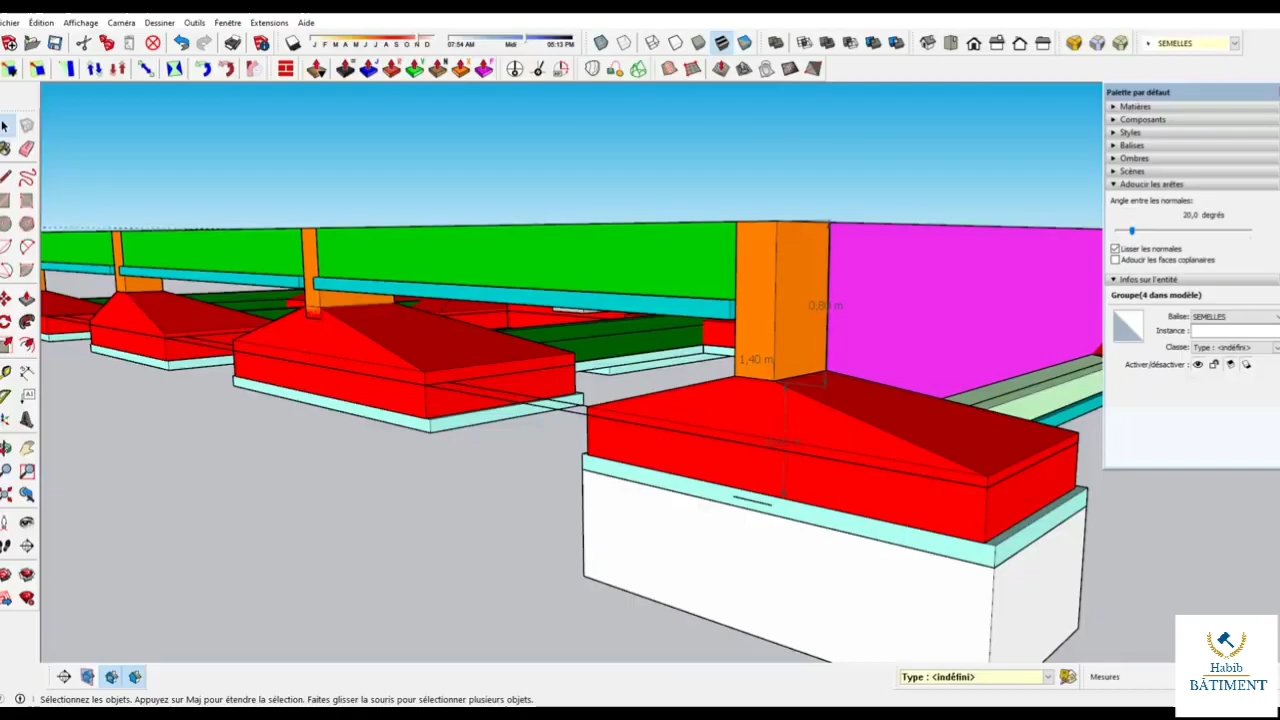 ichier Édition Affichage Caméra Dessiner Outils Fenêtre Extensions Aide
J F M A M J J A S O N D
07:54 AM Midi 05:13 PM
SEMELLES
Palette par défaut
Matières
Composants
Styles
Balises
Ombres
Scènes
Adoucir les arêtes
Angle entre les normales:
20,0 degrés
Lisser les normales
Adoucir les faces coplanaires
Infos sur l'entité
Groupe(4 dans modèle)
Balise: SEMELLES
Instance :
Classe: Type : <indéfini>
Activer/désactiver :
0,80 m
1,40 m
Type : <indéfini>
Mesures
Sélectionnez les objets. Appuyez sur Maj pour étendre la sélection. Faites glisser la souris pour sélectionner plusieurs objets.
Habib
BÂTIMENT